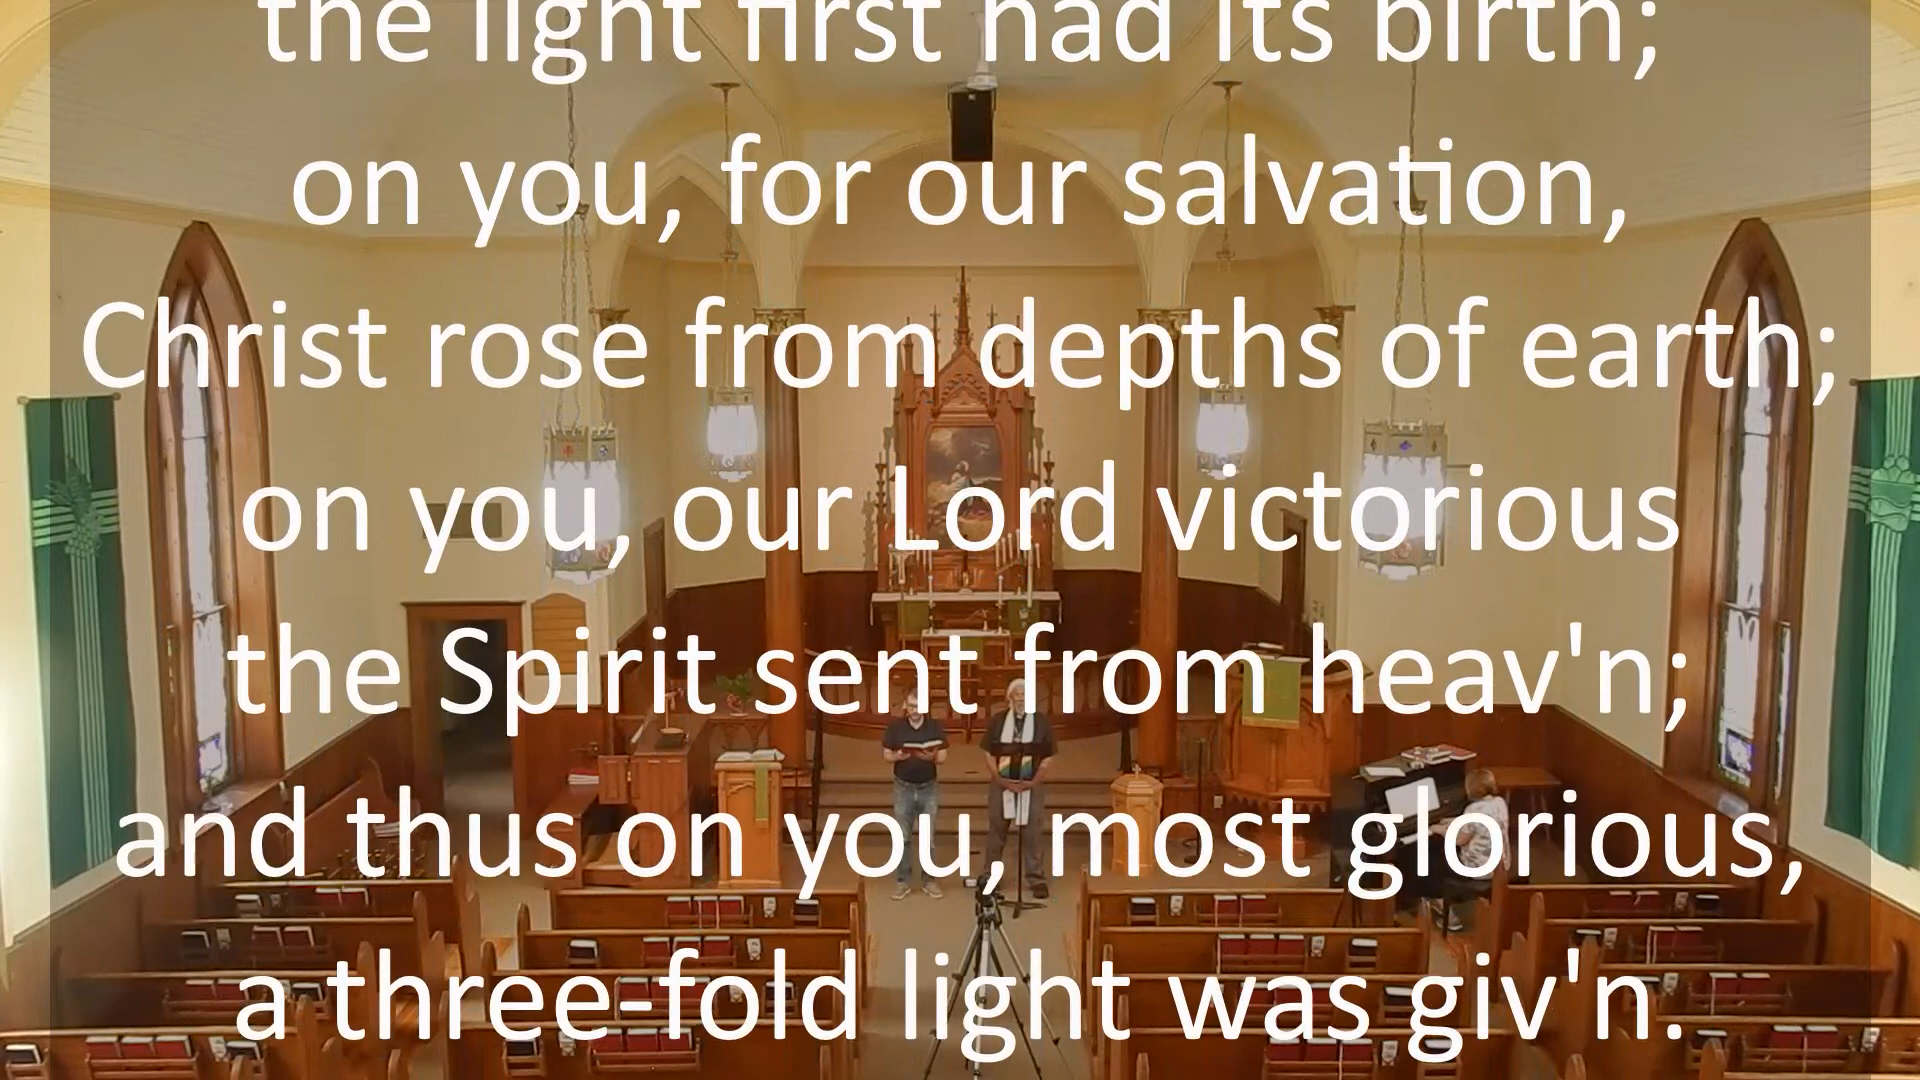 the light first had its birth;
on you, for our salvation,
Christ rose from depths of earth;
on you, our Lord victorious
the Spirit sent from heav'n;
and thus on you, most glorious,
a three-fold light was giv'n.